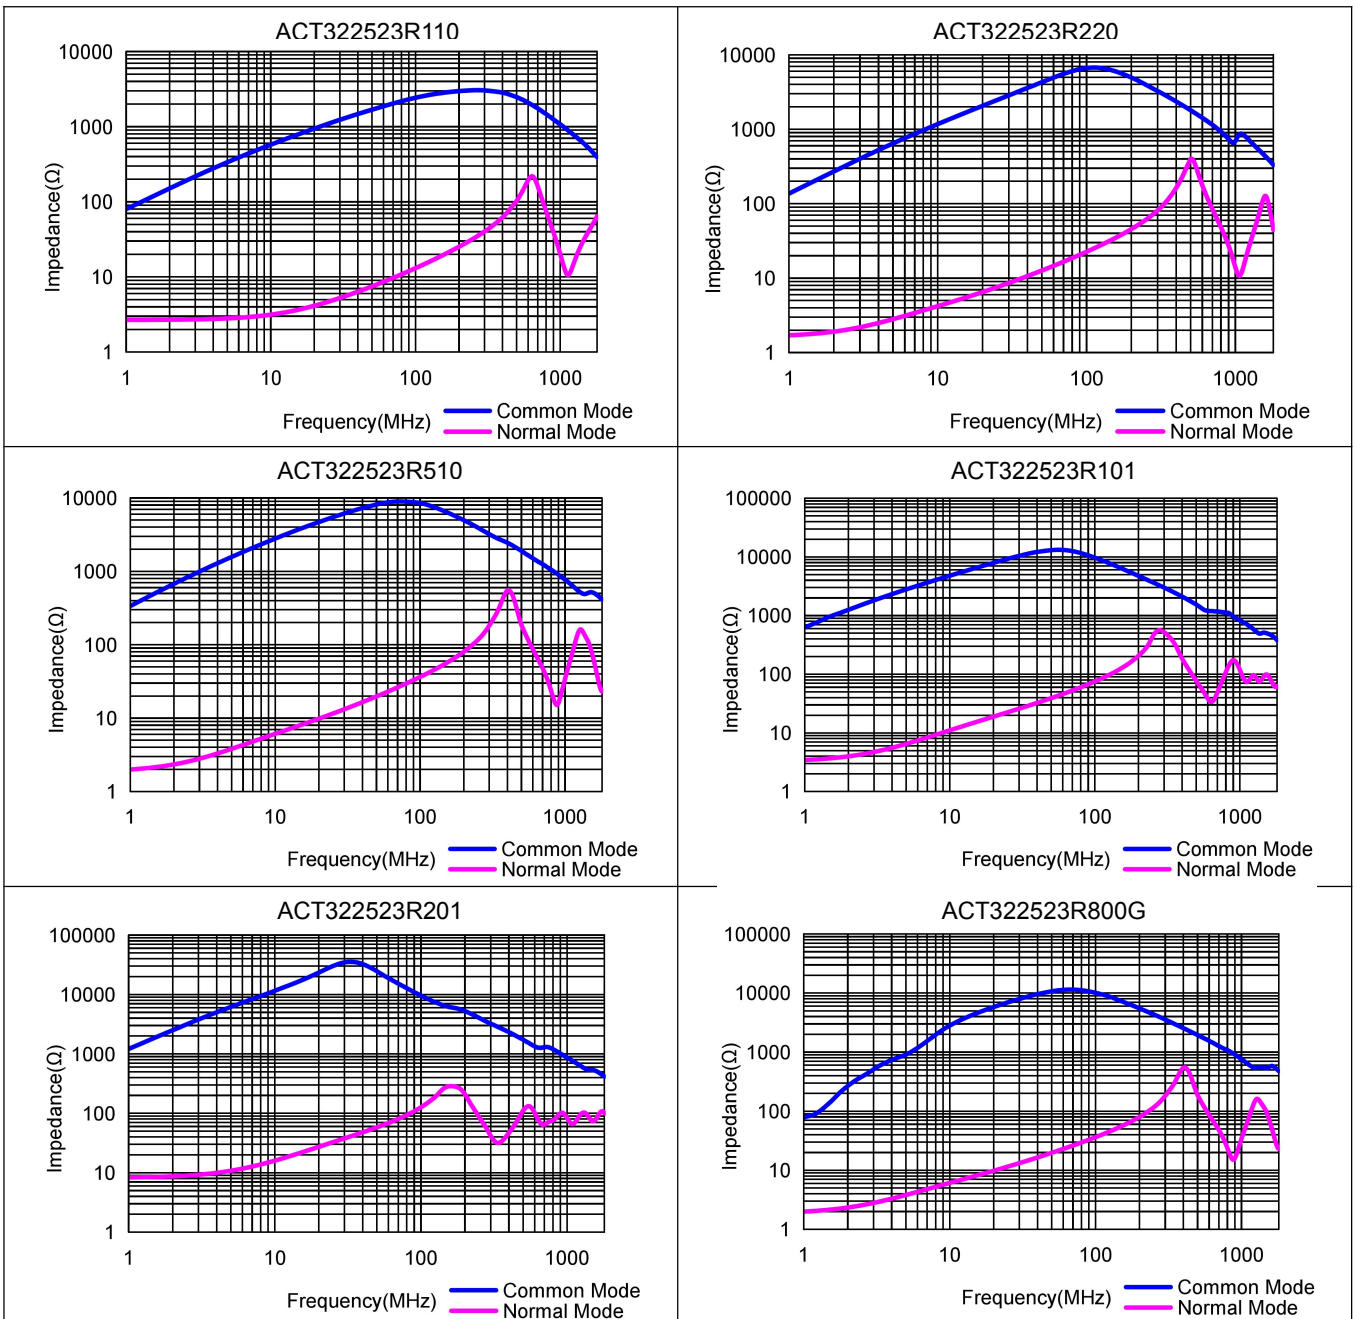 ACT322523R110
10000
1000
100
10
1
Impedance(Ω)
1 10 100 1000
Frequency(MHz)
Common Mode
Normal Mode
ACT322523R220
10000
1000
100
10
1
Impedance(Ω)
1 10 100 1000
Frequency(MHz)
Common Mode
Normal Mode
ACT322523R510
10000
1000
100
10
1
Impedance(Ω)
1 10 100 1000
Frequency(MHz)
Common Mode
Normal Mode
ACT322523R101
100000
10000
1000
100
10
1
Impedance(Ω)
1 10 100 1000
Frequency(MHz)
Common Mode
Normal Mode
ACT322523R201
100000
10000
1000
100
10
1
Impedance(Ω)
1 10 100 1000
Frequency(MHz)
Common Mode
Normal Mode
ACT322523R800G
100000
10000
1000
100
10
1
Impedance(Ω)
1 10 100 1000
Frequency(MHz)
Common Mode
Normal Mode